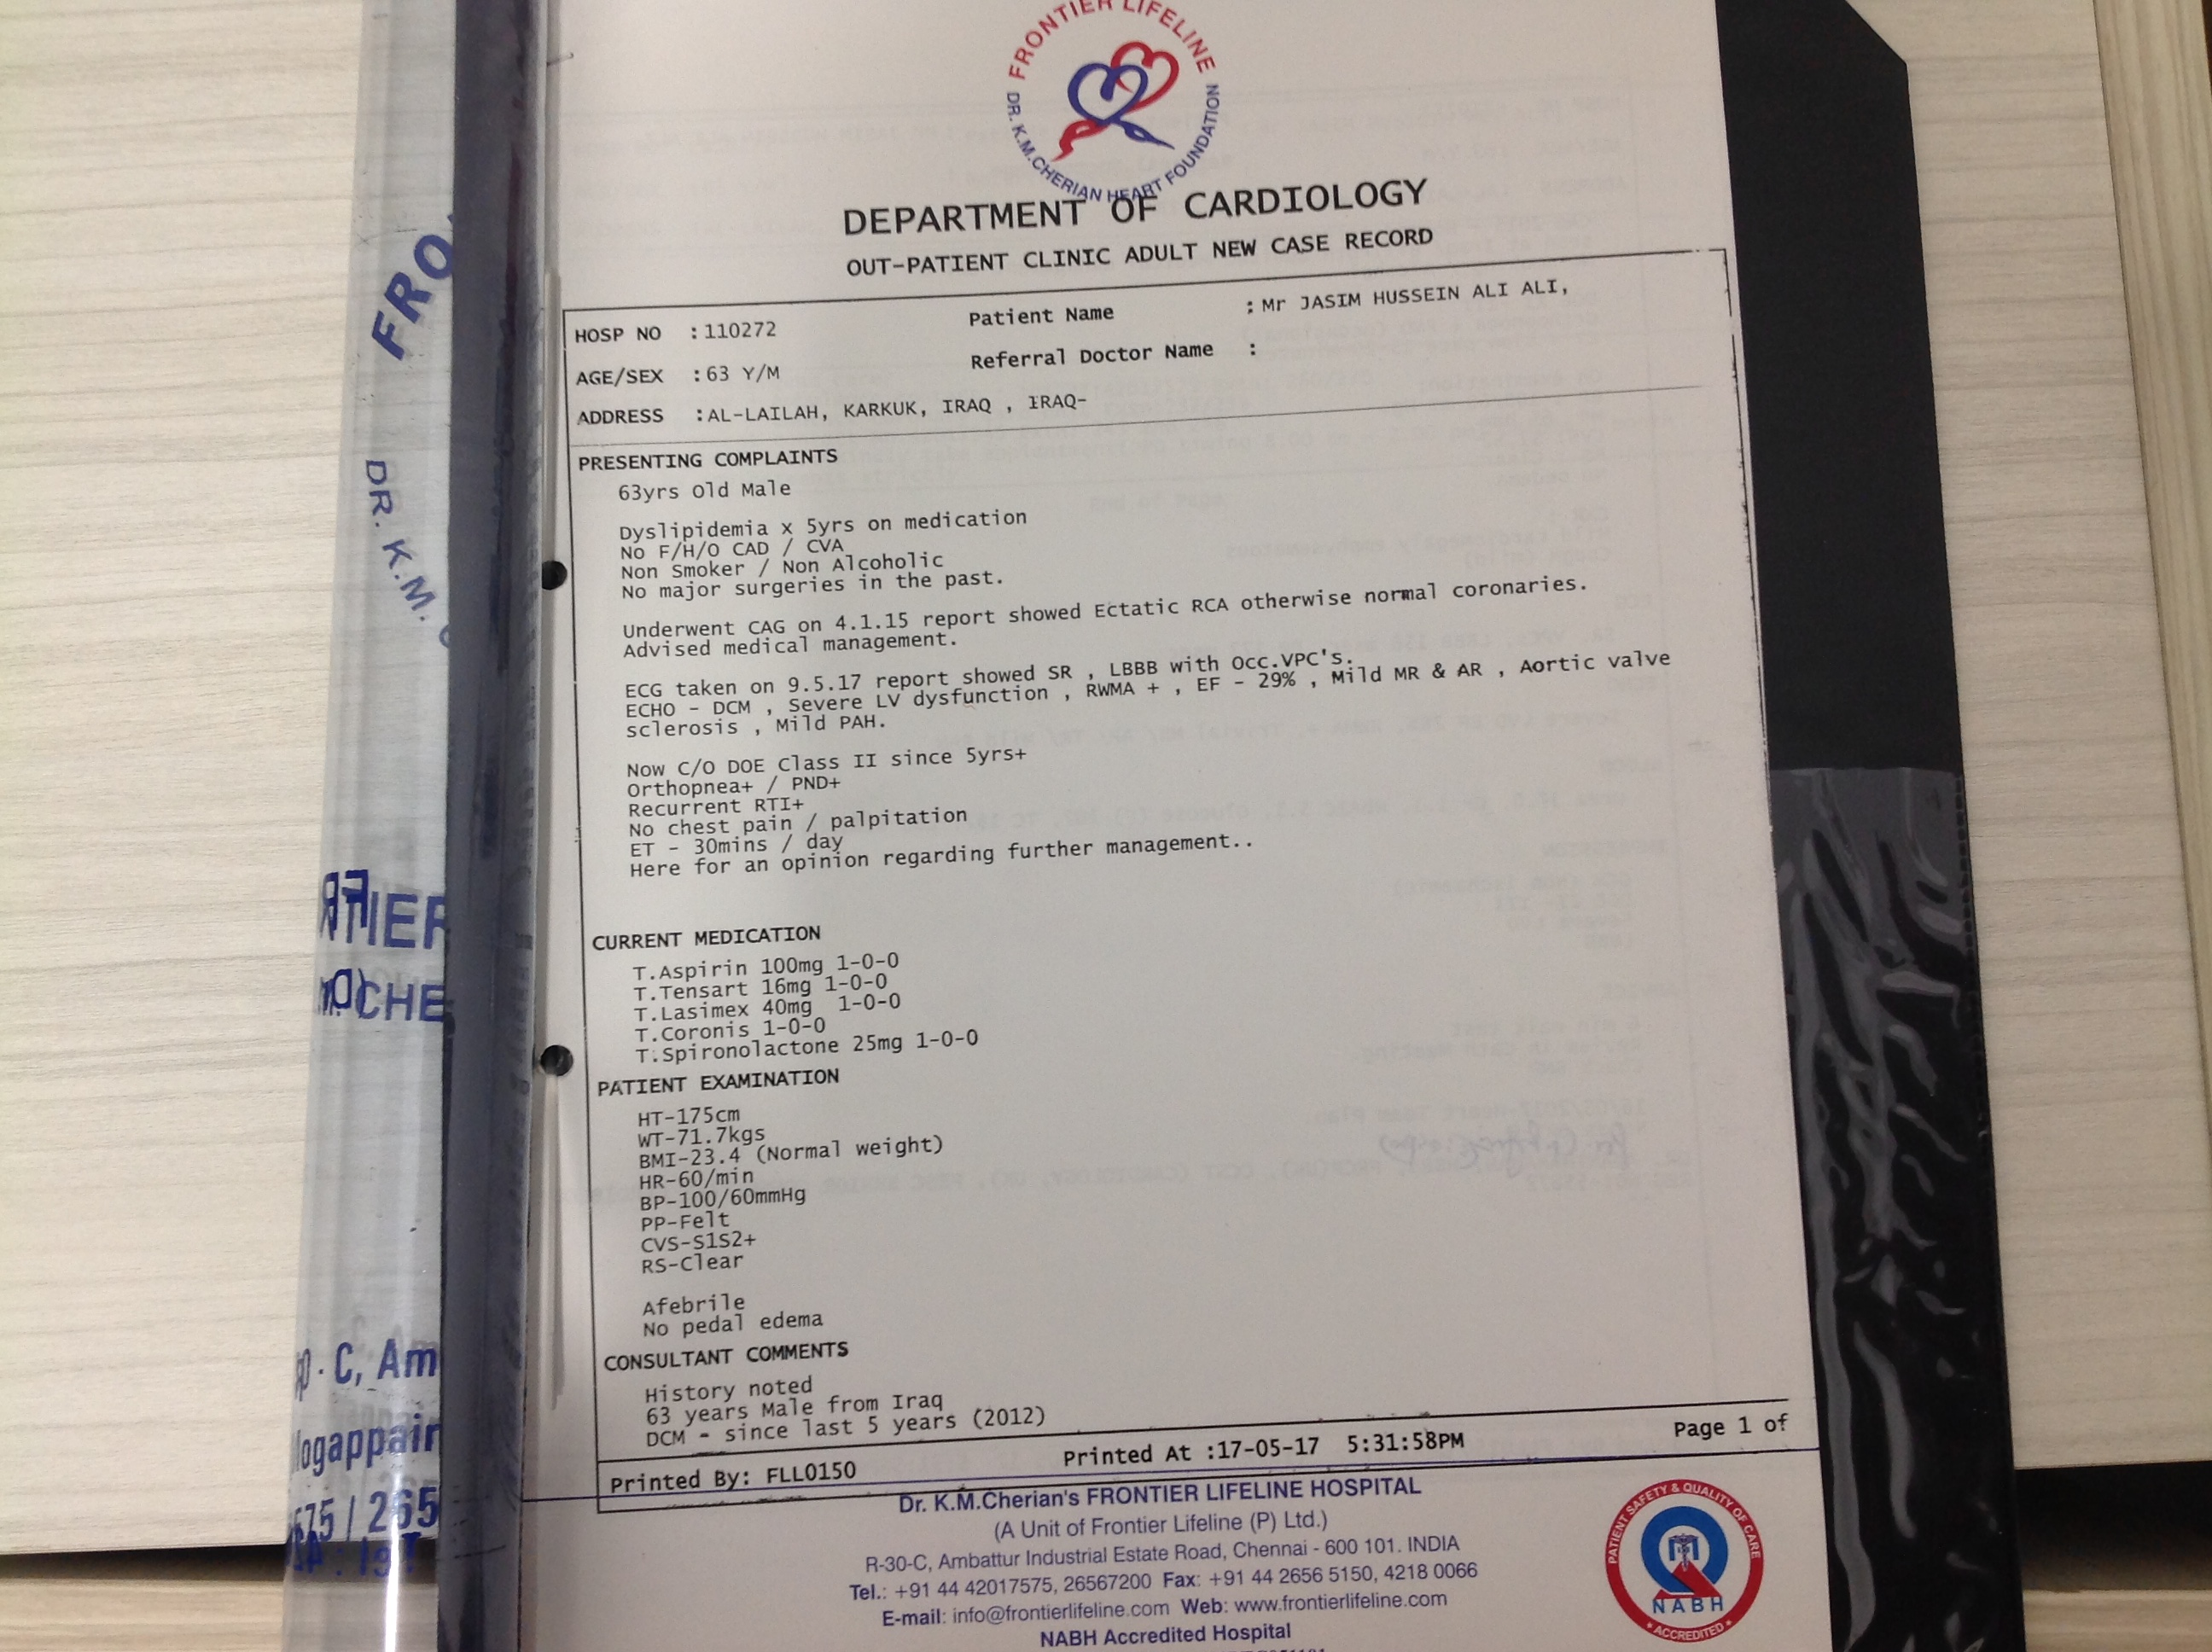 FRONTIER LIFELINE
DR. K.M.CHERIAN HEART FOUNDATION
DEPARTMENT OF CARDIOLOGY
OUT-PATIENT CLINIC ADULT NEW CASE RECORD
HOSP NO : 110272 Patient Name : Mr JASIM HUSSEIN ALI ALI,
AGE/SEX : 63 Y/M Referral Doctor Name :
ADDRESS : AL-LAILAH, KARKUK, IRAQ , IRAQ-
PRESENTING COMPLAINTS
63yrs Old Male
Dyslipidemia x 5yrs on medication
No F/H/O CAD / CVA
Non Smoker / Non Alcoholic
No major surgeries in the past.
Underwent CAG on 4.1.15 report showed Ectatic RCA otherwise normal coronaries.
Advised medical management.
ECG taken on 9.5.17 report showed SR , LBBB with Occ.VPC's.
ECHO - DCM , Severe LV dysfunction , RWMA + , EF - 29% , Mild MR & AR , Aortic valve
sclerosis , Mild PAH.
Now C/O DOE Class II since 5yrs+
Orthopnea+ / PND+
Recurrent RTI+
No chest pain / palpitation
ET - 30mins / day
Here for an opinion regarding further management..
CURRENT MEDICATION
T.Aspirin 100mg 1-0-0
T.Tensart 16mg 1-0-0
T.Lasimex 40mg 1-0-0
T.Coronis 1-0-0
T.Spironolactone 25mg 1-0-0
PATIENT EXAMINATION
HT-175cm
WT-71.7kgs
BMI-23.4 (Normal weight)
HR-60/min
BP-100/60mmHg
PP-Felt
CVS-S1S2+
RS-Clear
Afebrile
No pedal edema
CONSULTANT COMMENTS
History noted
63 years Male from Iraq
DCM - since last 5 years (2012)
Printed By: FLL0150 Printed At :17-05-17 5:31:58PM Page 1 of
Dr. K.M.Cherian's FRONTIER LIFELINE HOSPITAL
(A Unit of Frontier Lifeline (P) Ltd.)
R-30-C, Ambattur Industrial Estate Road, Chennai - 600 101. INDIA
Tel.: +91 44 42017575, 26567200 Fax: +91 44 2656 5150, 4218 0066
E-mail: info@frontierlifeline.com Web: www.frontierlifeline.com
NABH Accredited Hospital
PATIENT SAFETY & QUALITY OF CARE
NABH
ACCREDITED
FRO
DR. K.M.
TIER
CHE
C, Am
ogappair
575 / 265